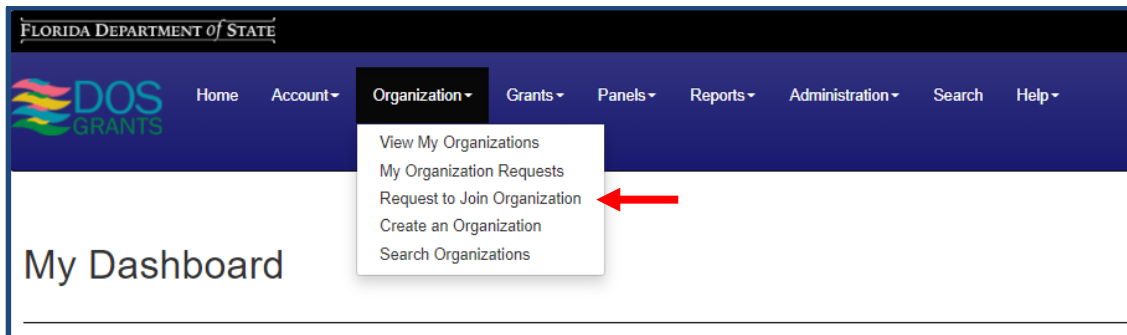 FLORIDA DEPARTMENT of STATE
DOS
GRANTS
Home Account Organization Grants Panels Reports Administration Search Help
View My Organizations
My Organization Requests
Request to Join Organization
Create an Organization
Search Organizations
My Dashboard